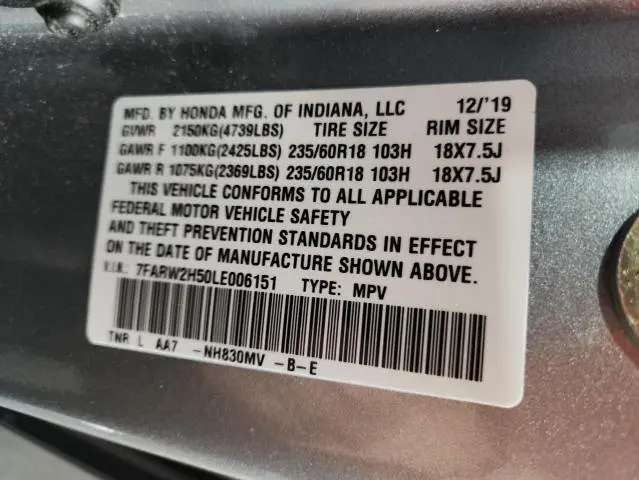 MFD. BY HONDA MFG. OF INDIANA, LLC 12/'19
GVWR 2150KG(4739LBS) TIRE SIZE RIM SIZE
GAWR F 1100KG(2425LBS) 235/60R18 103H 18X7.5J
GAWR R 1075KG(2369LBS) 235/60R18 103H 18X7.5J
THIS VEHICLE CONFORMS TO ALL APPLICABLE
FEDERAL MOTOR VEHICLE SAFETY
AND THEFT PREVENTION STANDARDS IN EFFECT
ON THE DATE OF MANUFACTURE SHOWN ABOVE.
V.I.N.: 7FARW2H50LE006151 TYPE: MPV
TNR L AA7 -NH830MV -B-E